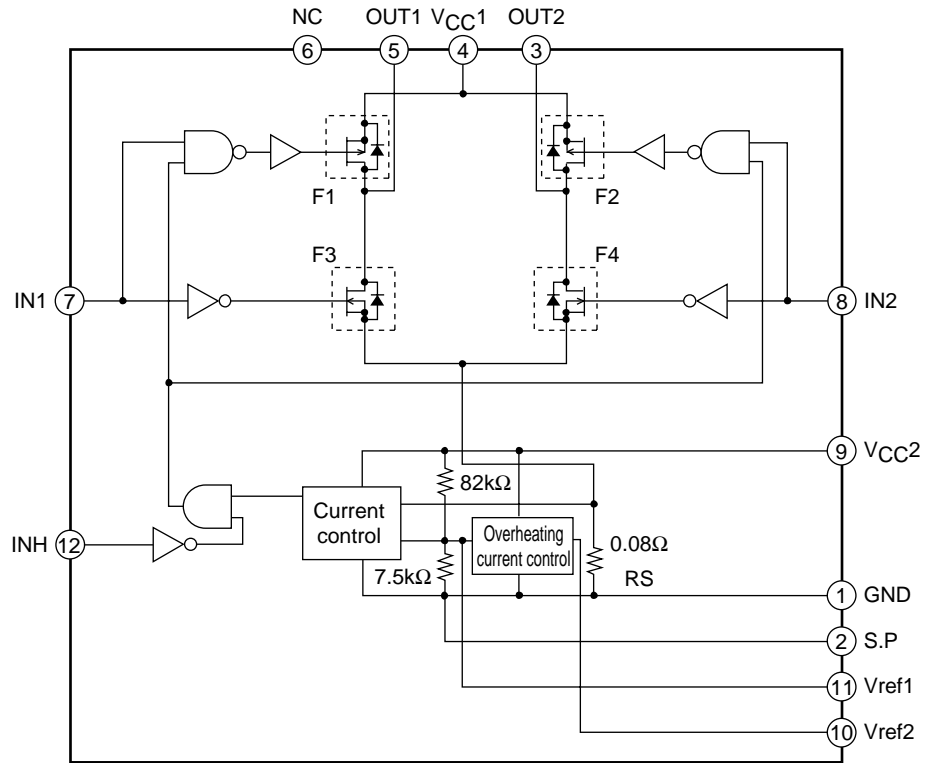 NC OUT1 VCC1 OUT2
6 5 4 3
F1 F2
F3 F4
IN1 7
8 IN2
9 VCC2
82kΩ
Current
control
Overheating
current control
0.08Ω
INH 12
7.5kΩ
RS
1 GND
2 S.P
11 Vref1
10 Vref2